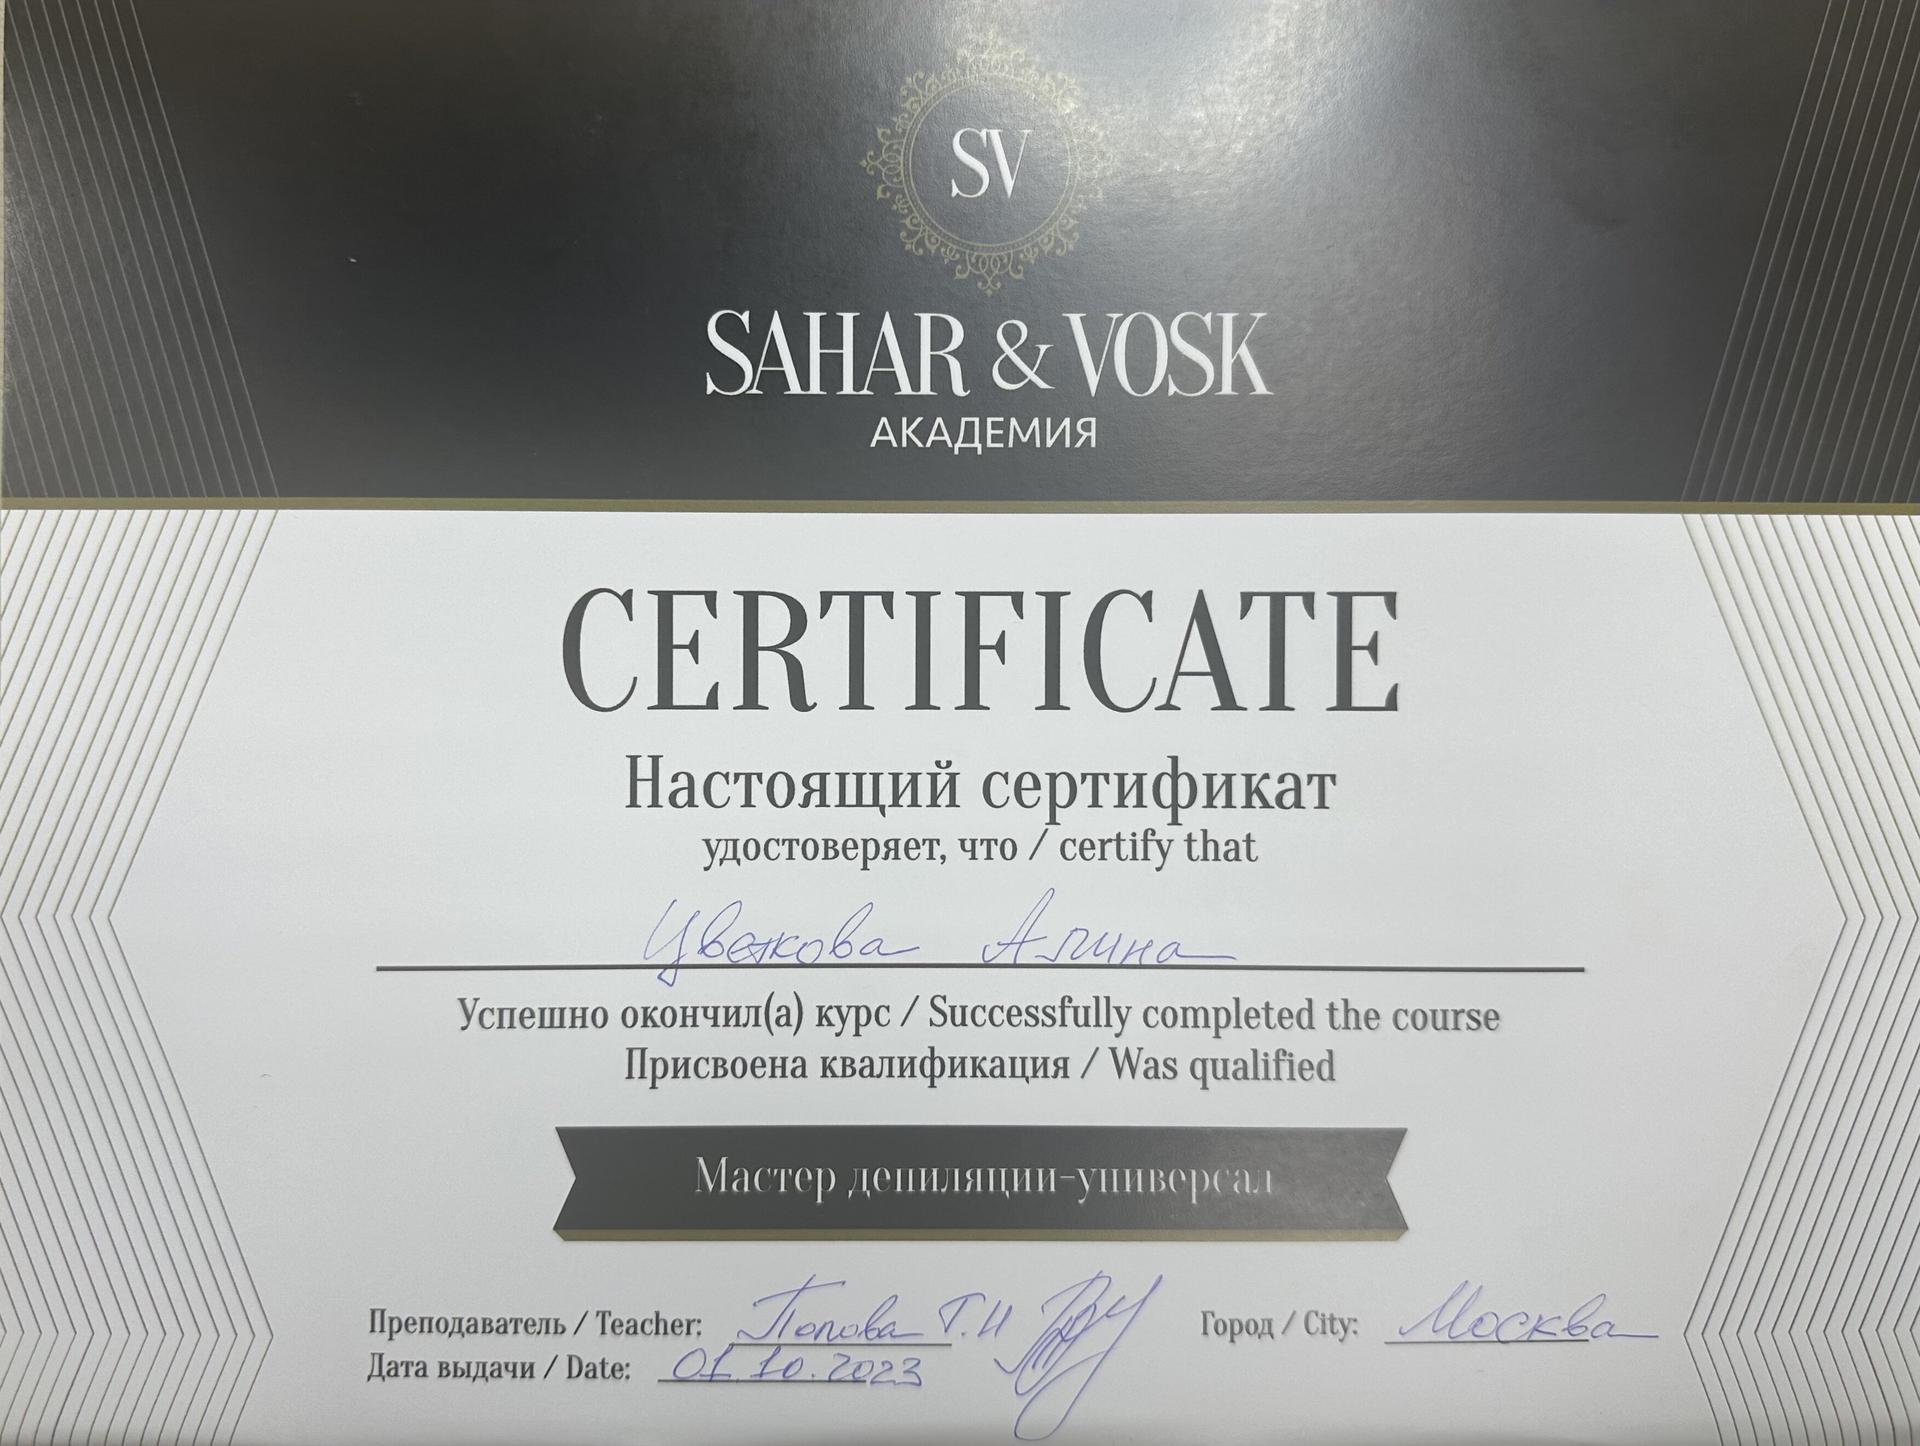 SV
SAHAR & VOSK
АКАДЕМИЯ
CERTIFICATE
Настоящий сертификат
удостоверяет, что / certify that
Цветкова Алина
Успешно окончил(а) курс / Successfully completed the course
Присвоена квалификация / Was qualified
Мастер депиляции-универсал
Преподаватель / Teacher: Попова Т.И Город / City: Москва
Дата выдачи / Date: 01.10.2023